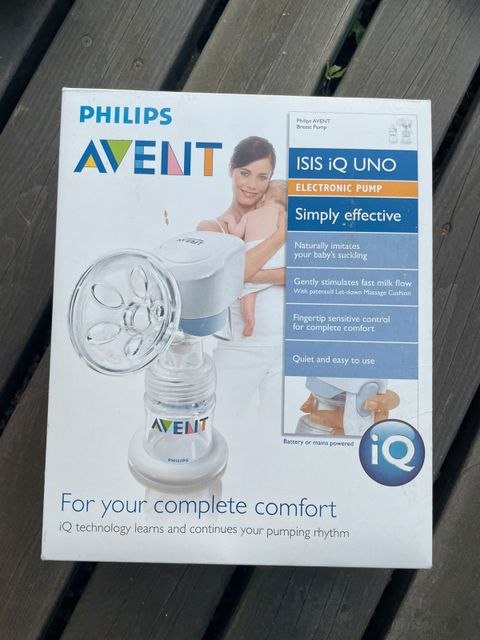 PHILIPS
AVENT
Philips AVENT
Breast Pump
ISIS iQ UNO
ELECTRONIC PUMP
Simply effective
Naturally imitates
your baby's suckling
Gently stimulates fast milk flow
With patented Let-down Massage Cushion
Fingertip sensitive control
for complete comfort
Quiet and easy to use
Battery or mains powered
iQ
AVENT
PHILIPS
For your complete comfort
iQ technology learns and continues your pumping rhythm